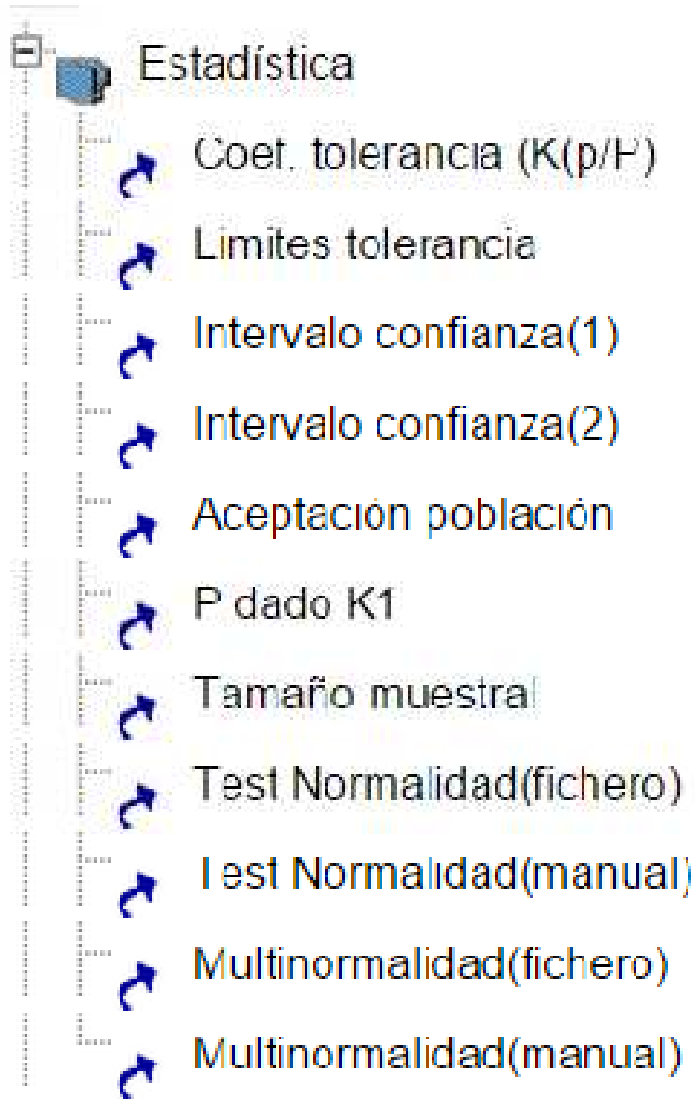 Estadística
Coef. tolerancia (K(p/P)
Limites tolerancia
Intervalo confianza(1)
Intervalo confianza(2)
Aceptación población
P dado K1
Tamaño muestral
Test Normalidad(fichero)
Test Normalidad(manual)
Multinormalidad(fichero)
Multinormalidad(manual)